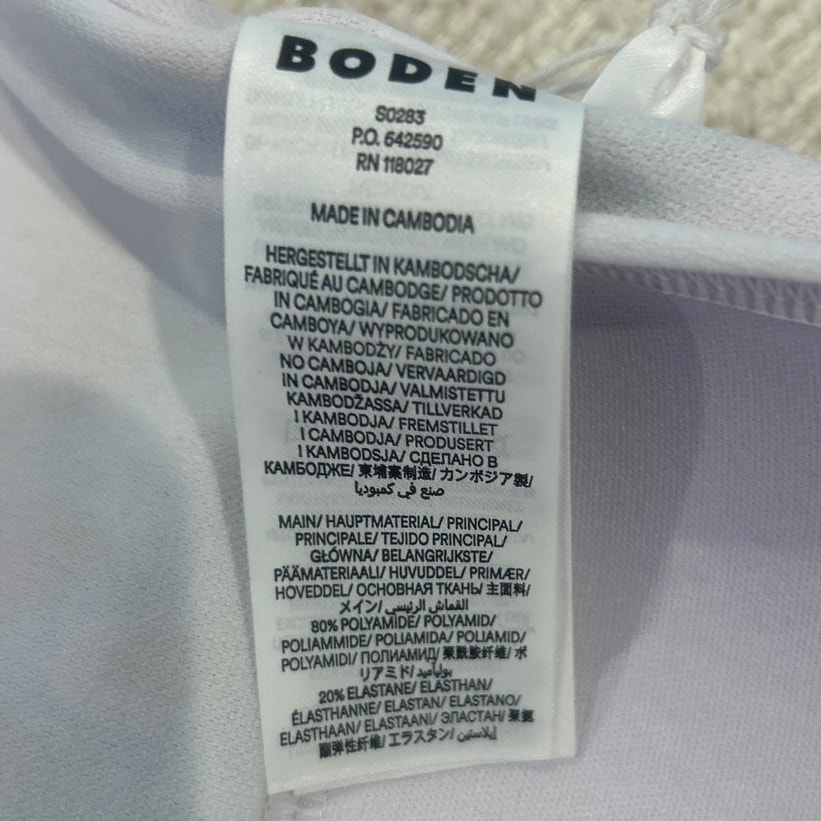 BODEN
S0283
P.O. 642590
RN 118027
MADE IN CAMBODIA
HERGESTELLT IN KAMBODSCHA/
FABRIQUÉ AU CAMBODGE/ PRODOTTO
IN CAMBOGIA/ FABRICADO EN
CAMBOYA/ WYPRODUKOWANO
W KAMBODŻY/ FABRICADO
NO CAMBOJA/ VERVAARDIGD
IN CAMBODJA/ VALMISTETTU
KAMBODŽASSA/ TILLVERKAD
I KAMBODJA/ FREMSTILLET
I CAMBODJA/ PRODUSERT
I KAMBODSJA/ СДЕЛАНО В
КАМБОДЖЕ/ 柬埔寨制造/ カンボジア製/
صنع في كمبوديا
MAIN/ HAUPTMATERIAL/ PRINCIPAL/
PRINCIPALE/ TEJIDO PRINCIPAL/
GŁÓWNA/ BELANGRIJKSTE/
PÄÄMATERIAALI/ HUVUDDEL/ PRIMÆR/
HOVEDDEL/ ОСНОВНАЯ ТКАНЬ/ 主面料/
メイン/ القماش الرئيسي
80% POLYAMIDE/ POLYAMID/
POLIAMMIDE/ POLIAMIDA/ POLIAMID/
POLYAMIDI/ ПОЛИАМИД/ 聚酰胺纤维/ ポ
リアミド/ بولياميد
20% ELASTANE/ ELASTHAN/
ÉLASTHANNE/ ELASTAN/ ELASTANO/
ELASTHAAN/ ELASTAANI/ ЭЛАСТАН/ 聚氨
酯弹性纤维/ エラスタン/ إيلاستين